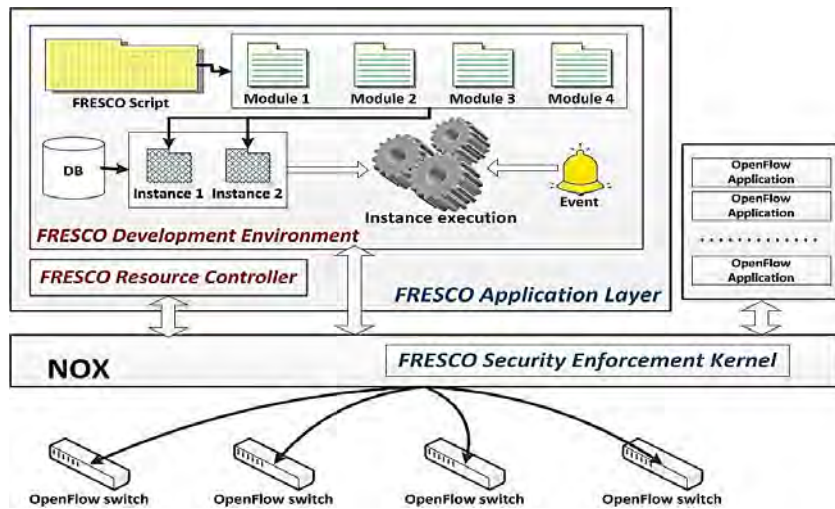 FRESCO Script
Module 1
Module 2
Module 3
Module 4
DB
Instance 1
Instance 2
Instance execution
Event
FRESCO Development Environment
FRESCO Resource Controller
FRESCO Application Layer
OpenFlow
Application
OpenFlow
Application
.............
OpenFlow
Application
NOX
FRESCO Security Enforcement Kernel
OpenFlow switch
OpenFlow switch
OpenFlow switch
OpenFlow switch